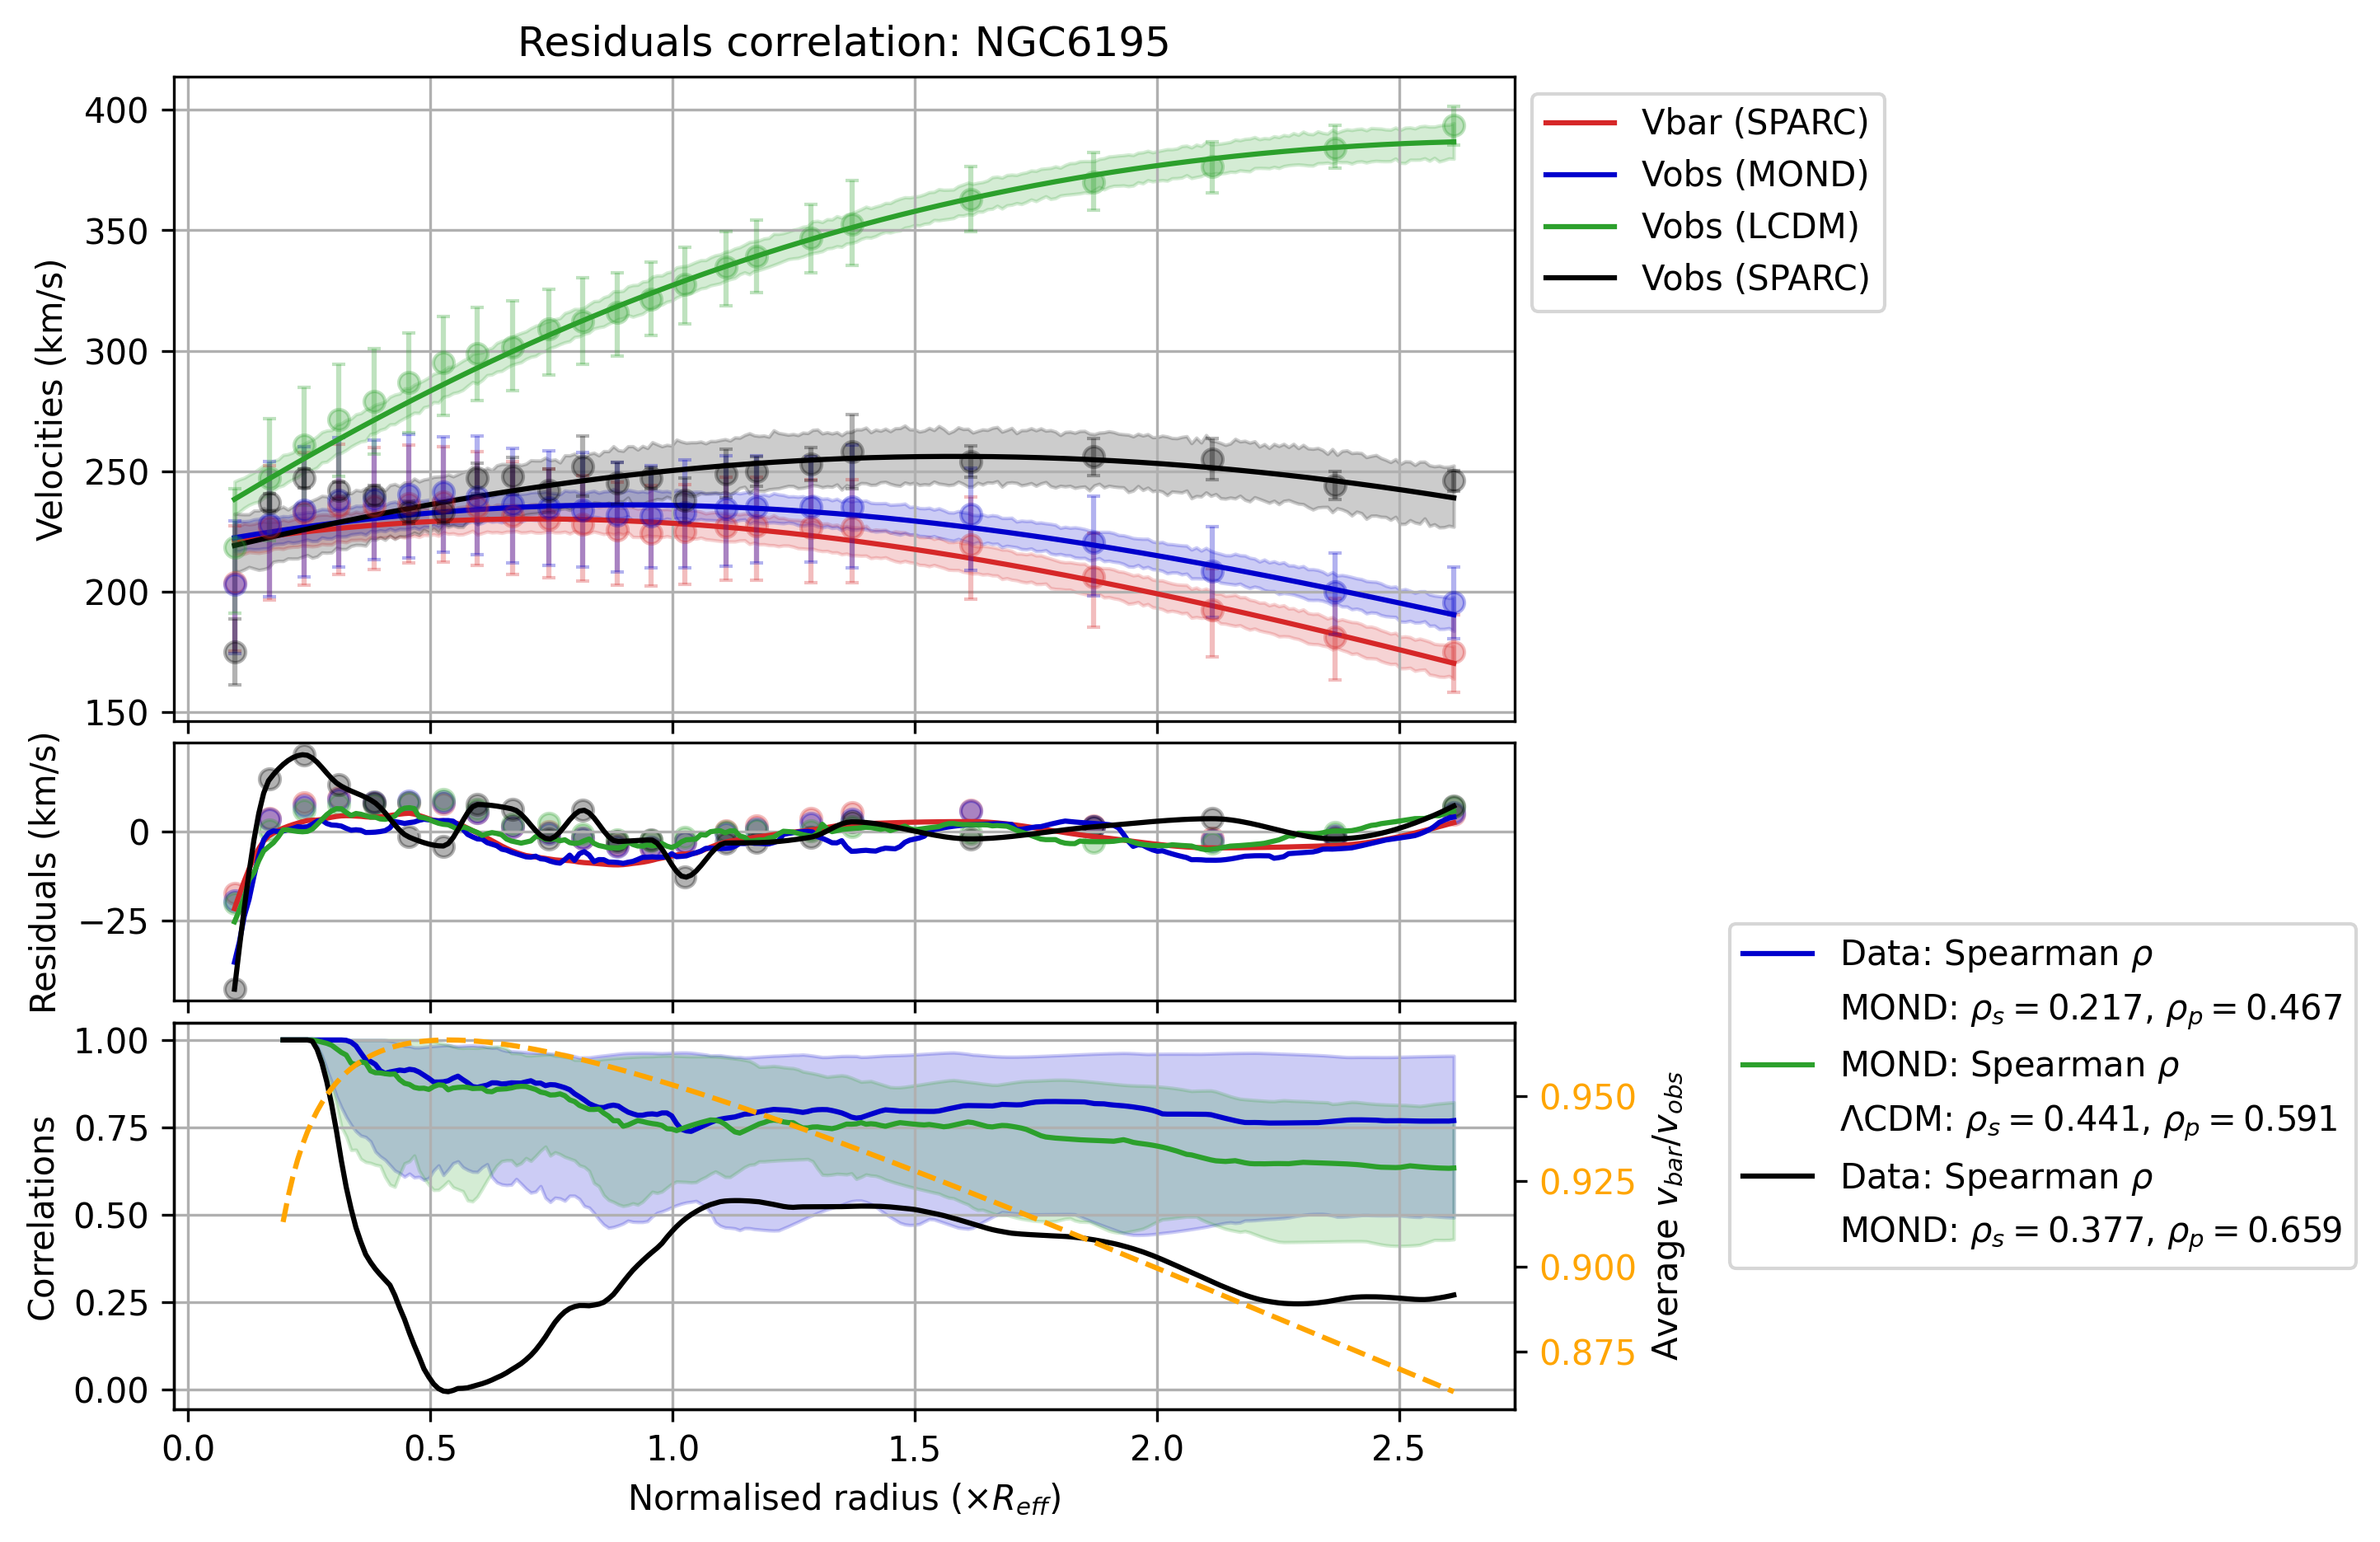 Residuals correlation: NGC6195
Velocities (km/s)
400
350
300
250
200
150
Vbar (SPARC)
Vobs (MOND)
Vobs (LCDM)
Vobs (SPARC)
Residuals (km/s)
0
−25
Correlations
1.00
0.75
0.50
0.25
0.00
0.950
0.925
0.900
0.875
Average v_bar/v_obs
Data: Spearman ρ
MOND: ρ_s = 0.217, ρ_p = 0.467
MOND: Spearman ρ
ΛCDM: ρ_s = 0.441, ρ_p = 0.591
Data: Spearman ρ
MOND: ρ_s = 0.377, ρ_p = 0.659
0.0 0.5 1.0 1.5 2.0 2.5
Normalised radius (×R_eff)